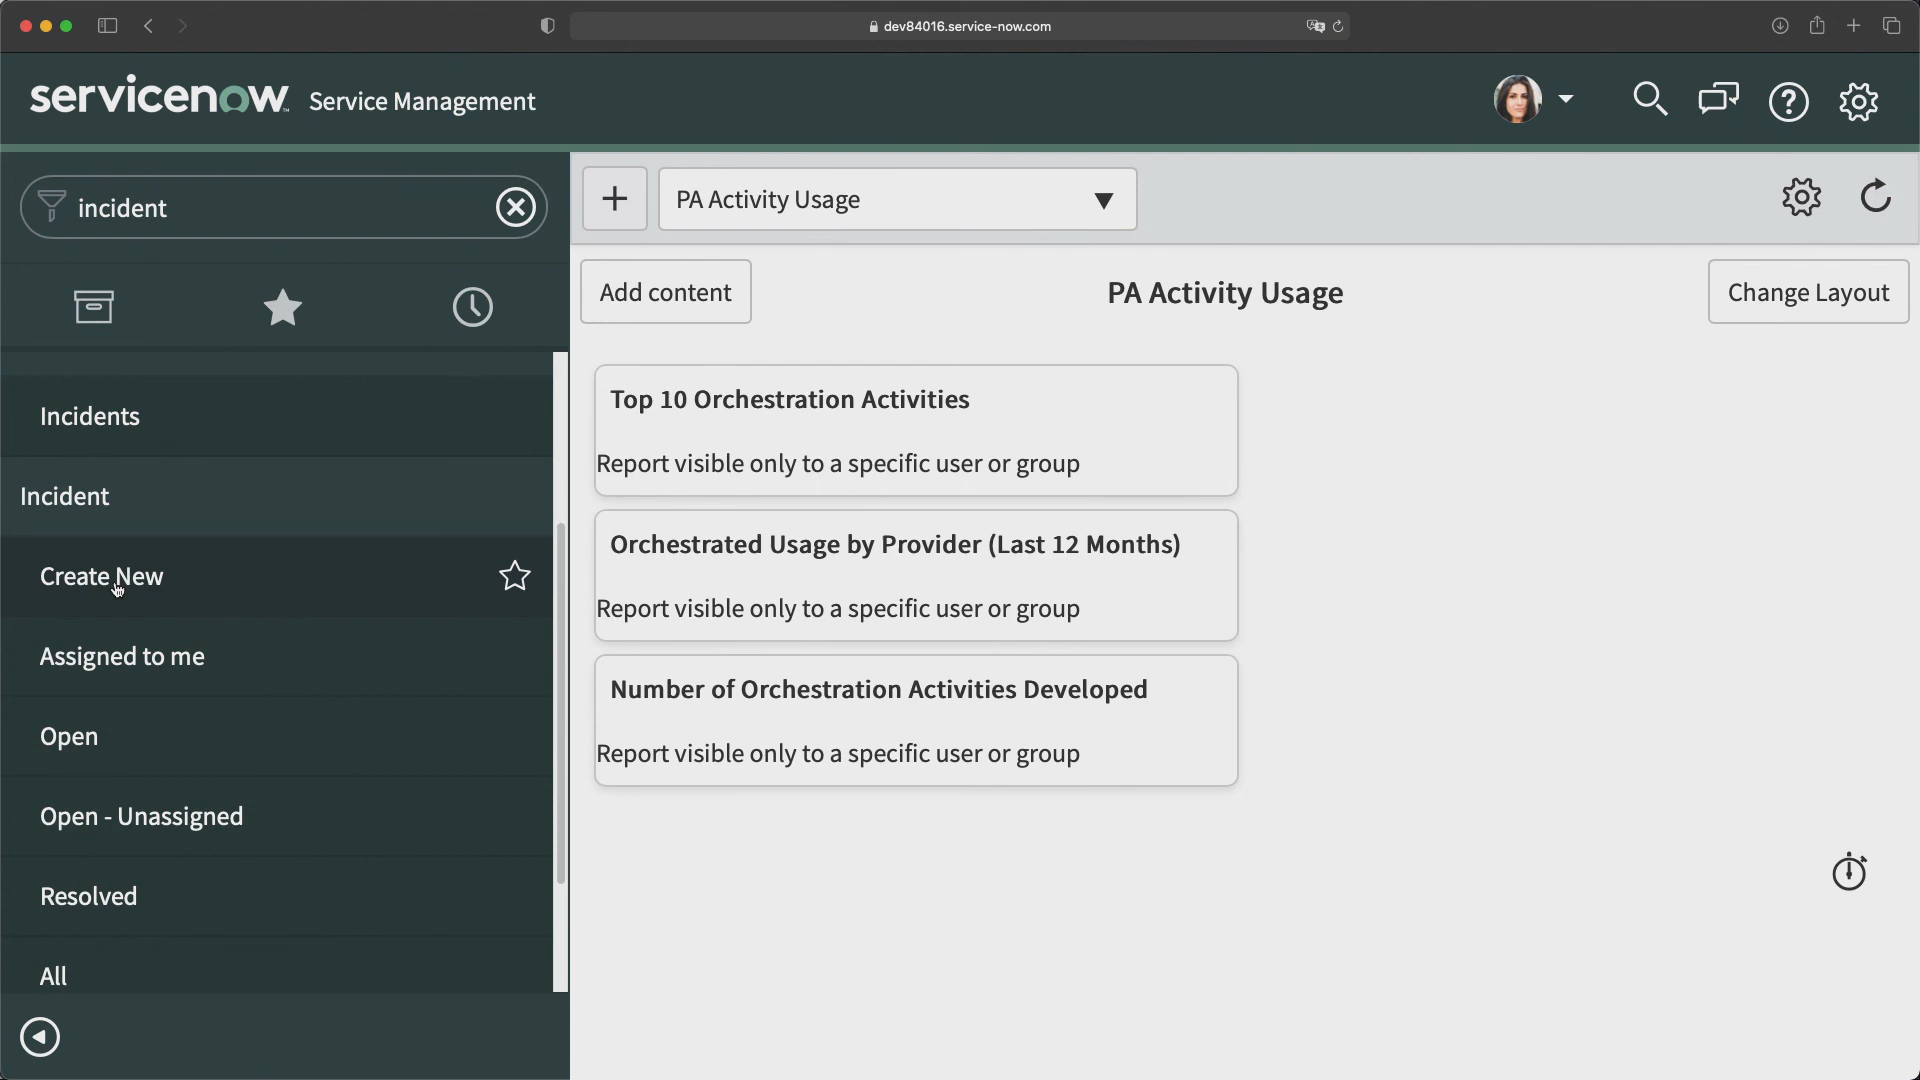 dev84016.service-now.com
servicenow Service Management
incident
Incidents
Incident
Create New
Assigned to me
Open
Open - Unassigned
Resolved
All
PA Activity Usage
Add content
PA Activity Usage
Change Layout
Top 10 Orchestration Activities
Report visible only to a specific user or group
Orchestrated Usage by Provider (Last 12 Months)
Report visible only to a specific user or group
Number of Orchestration Activities Developed
Report visible only to a specific user or group